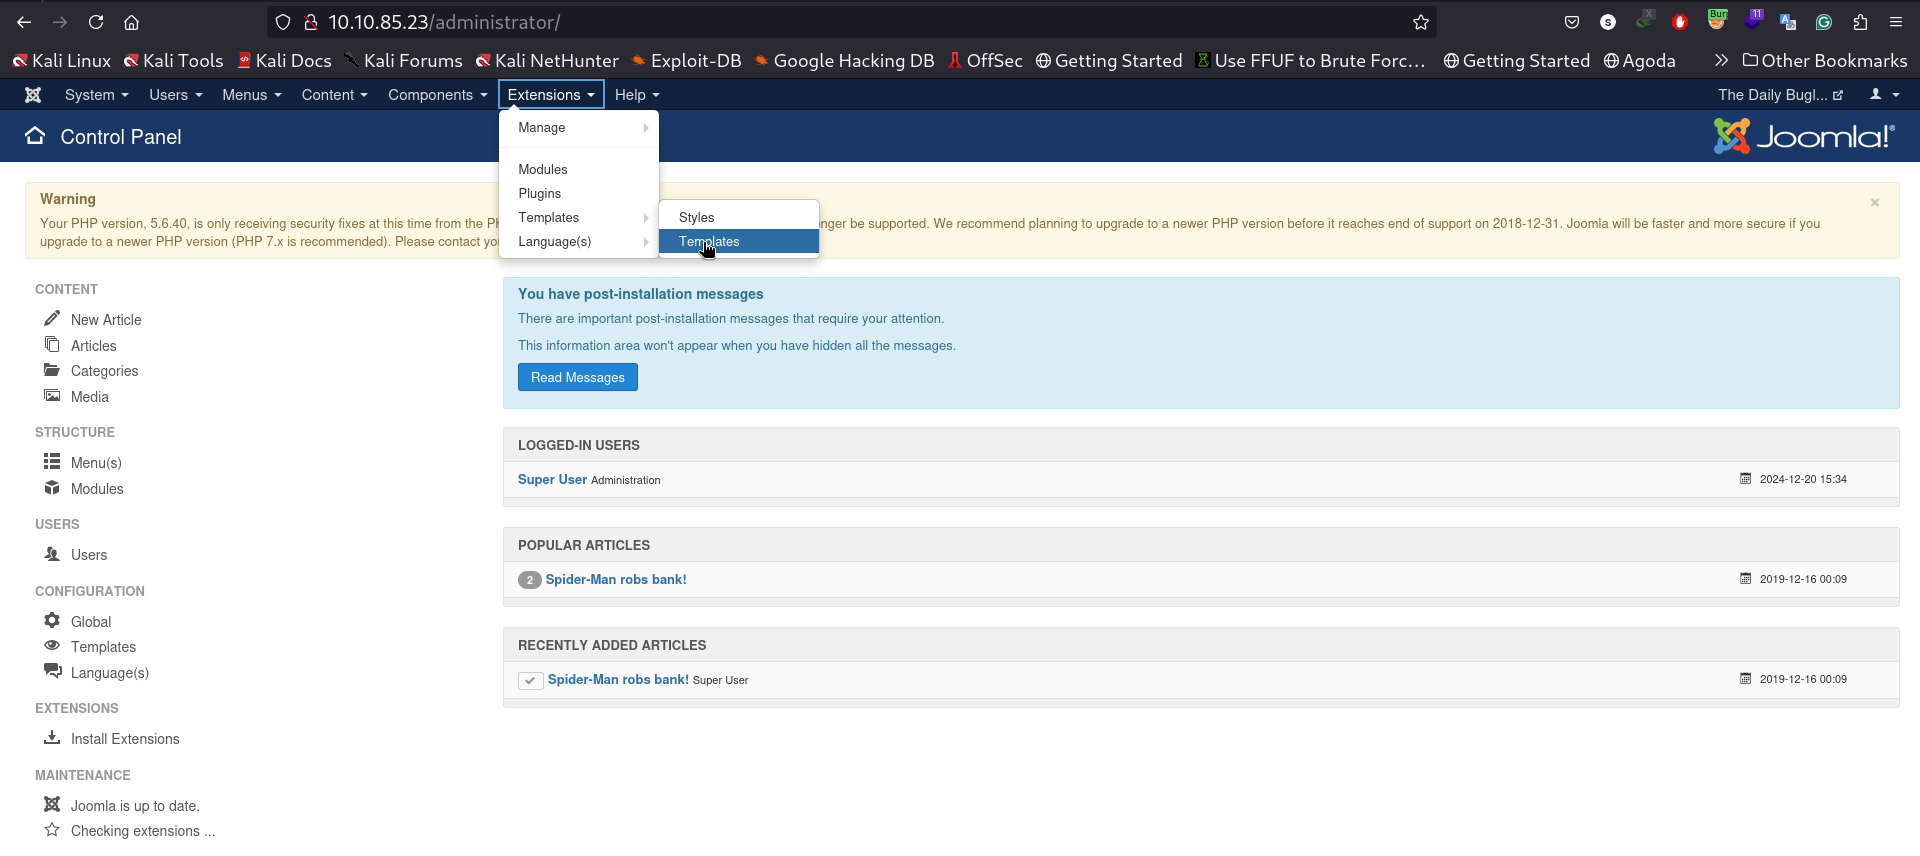 10.10.85.23/administrator/
X
Bur
11
Kali Linux
Kali Tools
Kali Docs
Kali Forums
Kali NetHunter
Exploit-DB
Google Hacking DB
OffSec
Getting Started
Use FFUF to Brute Forc…
Getting Started
Agoda
Other Bookmarks
System
Users
Menus
Content
Components
Extensions
Help
The Daily Bugl...
Control Panel
Joomla!®
Manage
Modules
Plugins
Templates
Language(s)
Styles
Templates
Warning
Your PHP version, 5.6.40, is only receiving security fixes at this time from the PH
nger be supported. We recommend planning to upgrade to a newer PHP version before it reaches end of support on 2018-12-31. Joomla will be faster and more secure if you
upgrade to a newer PHP version (PHP 7.x is recommended). Please contact you
CONTENT
New Article
Articles
Categories
Media
STRUCTURE
Menu(s)
Modules
USERS
Users
CONFIGURATION
Global
Templates
Language(s)
EXTENSIONS
Install Extensions
MAINTENANCE
Joomla is up to date.
Checking extensions ...
You have post-installation messages
There are important post-installation messages that require your attention.
This information area won't appear when you have hidden all the messages.
Read Messages
LOGGED-IN USERS
Super User Administration
2024-12-20 15:34
POPULAR ARTICLES
2 Spider-Man robs bank!
2019-12-16 00:09
RECENTLY ADDED ARTICLES
Spider-Man robs bank! Super User
2019-12-16 00:09